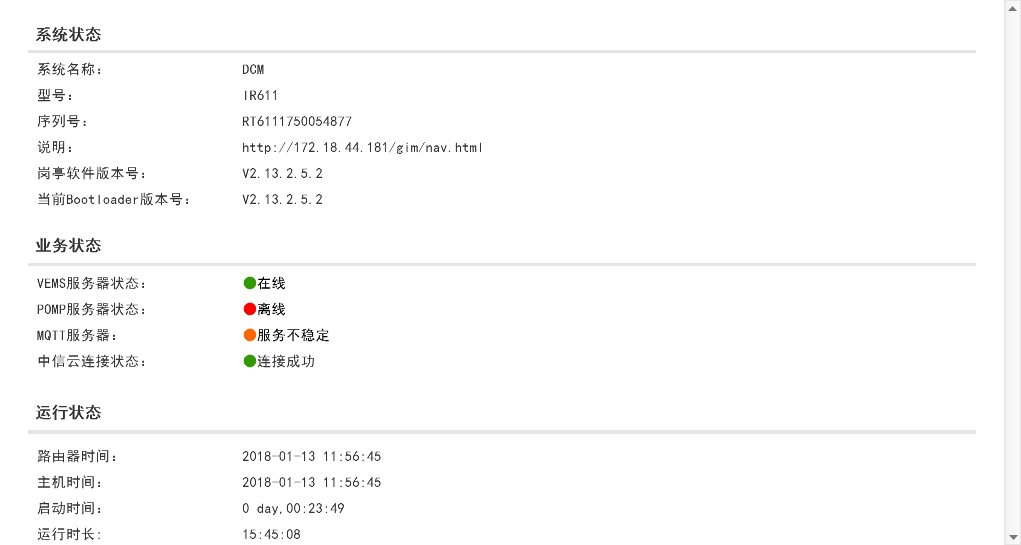 系统状态
系统名称： DCM
型号： IR611
序列号： RT6111750054877
说明： http://172.18.44.181/gim/nav.html
岗亭软件版本号： V2.13.2.5.2
当前Bootloader版本号： V2.13.2.5.2
业务状态
VEMS服务器状态： 在线
POMP服务器状态： 离线
MQTT服务器： 服务不稳定
中信云连接状态： 连接成功
运行状态
路由器时间： 2018-01-13 11:56:45
主机时间： 2018-01-13 11:56:45
启动时间： 0 day,00:23:49
运行时长: 15:45:08